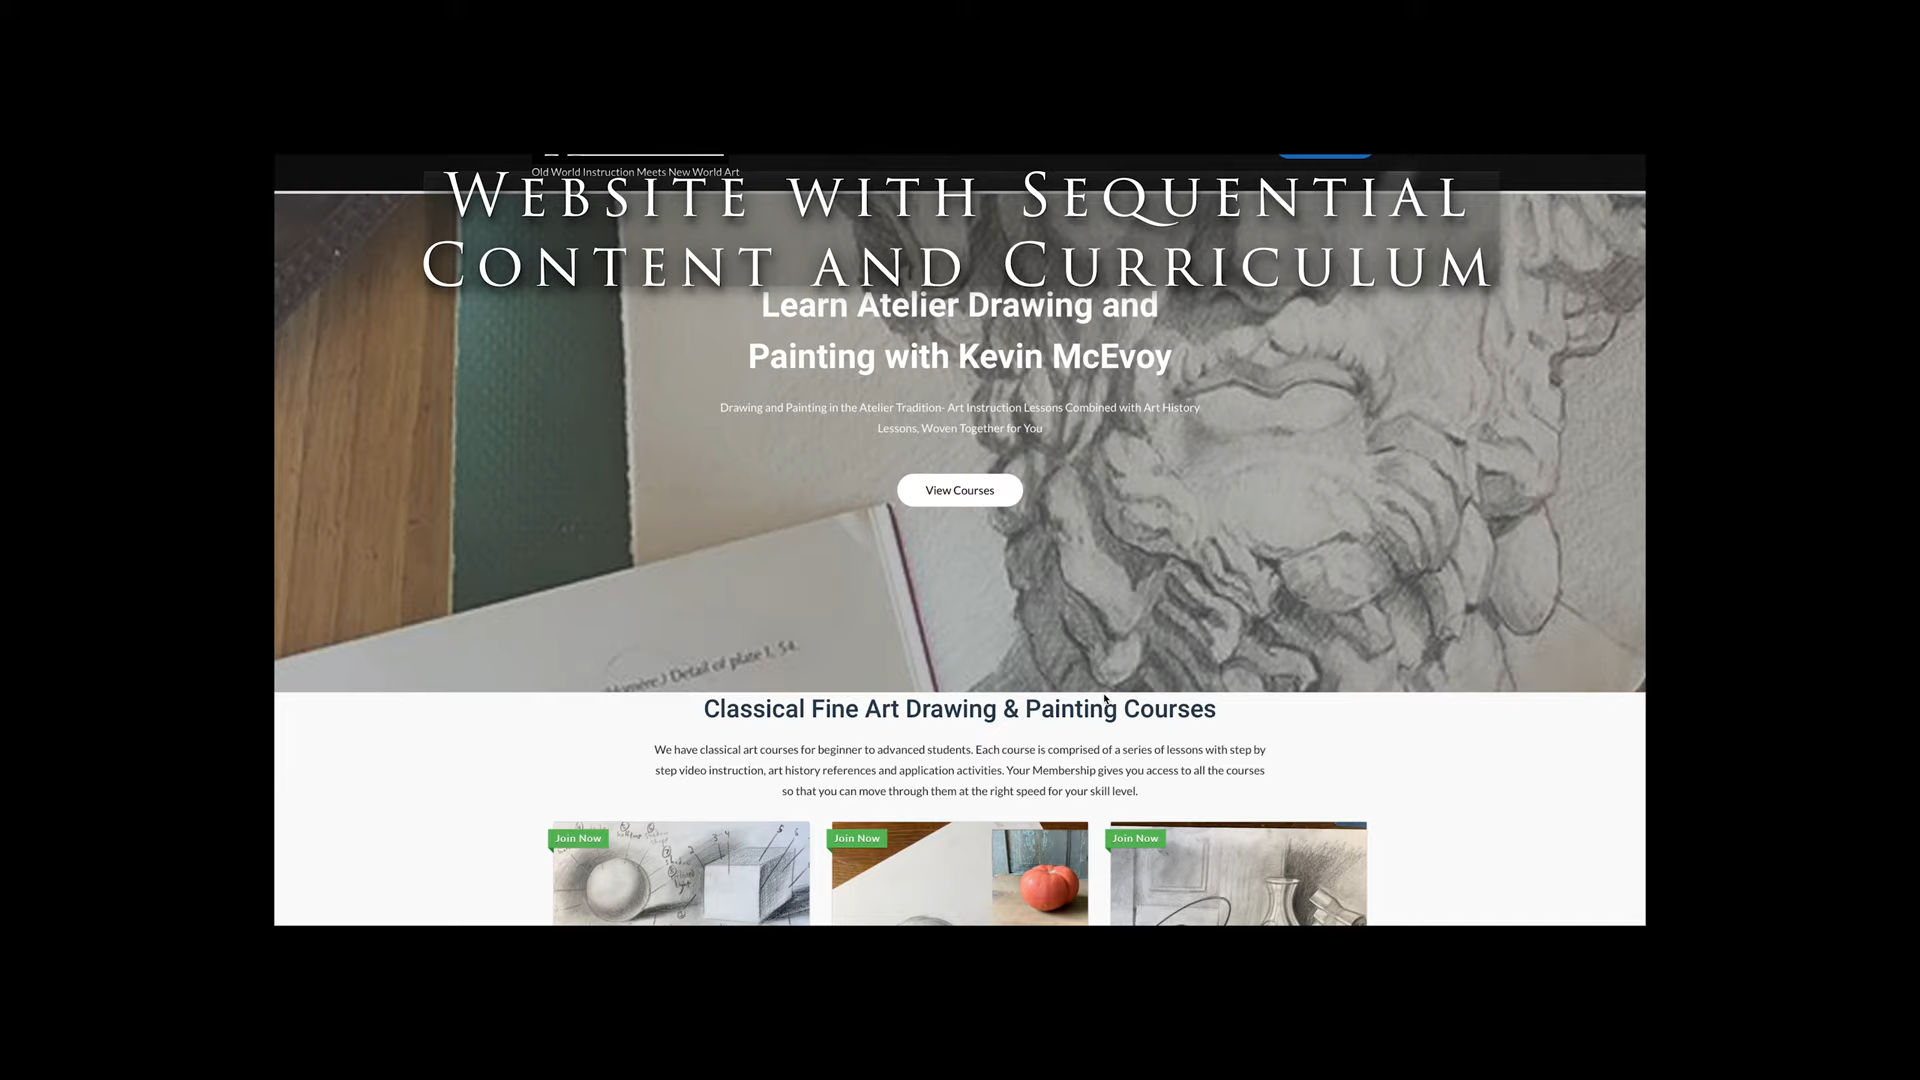 Old World Instruction Meets New World Art
WEBSITE WITH SEQUENTIAL
CONTENT AND CURRICULUM
Learn Atelier Drawing and
Painting with Kevin McEvoy
Drawing and Painting in the Atelier Tradition- Art Instruction Lessons Combined with Art History
Lessons, Woven Together for You
View Courses
Detail of plate I, 54.
Classical Fine Art Drawing & Painting Courses
We have classical art courses for beginner to advanced students. Each course is comprised of a series of lessons with step by
step video instruction, art history references and application activities. Your Membership gives you access to all the courses
so that you can move through them at the right speed for your skill level.
Join Now
Join Now
Join Now